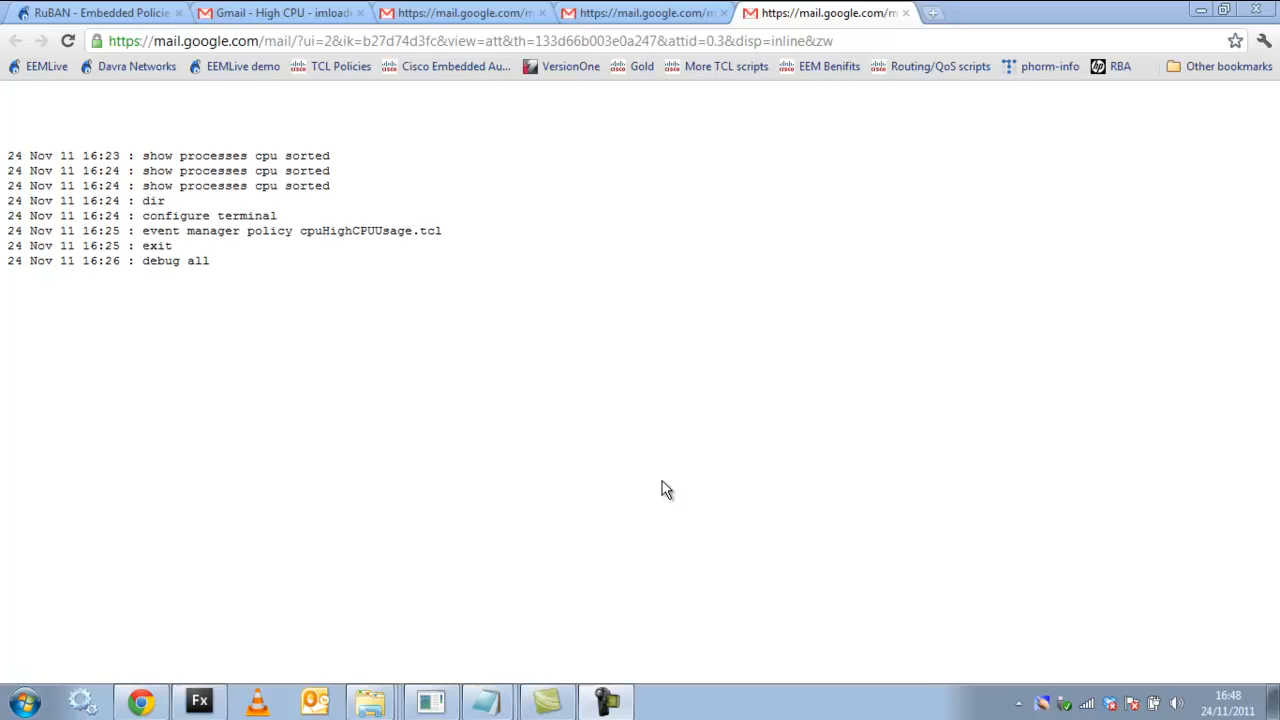 RuBAN - Embedded Policie
Gmail - High CPU - imload
https://mail.google.com/m
https://mail.google.com/m
https://mail.google.com/m
https://mail.google.com/mail/?ui=2&ik=b27d74d3fc&view=att&th=133d66b003e0a247&attid=0.3&disp=inline&zw
EEMLive
Davra Networks
EEMLive demo
TCL Policies
Cisco Embedded Au...
VersionOne
Gold
More TCL scripts
EEM Benifits
Routing/QoS scripts
phorm-info
RBA
Other bookmarks
24 Nov 11 16:23 : show processes cpu sorted
24 Nov 11 16:24 : show processes cpu sorted
24 Nov 11 16:24 : show processes cpu sorted
24 Nov 11 16:24 : dir
24 Nov 11 16:24 : configure terminal
24 Nov 11 16:25 : event manager policy cpuHighCPUUsage.tcl
24 Nov 11 16:25 : exit
24 Nov 11 16:26 : debug all
Fx
16:48
24/11/2011